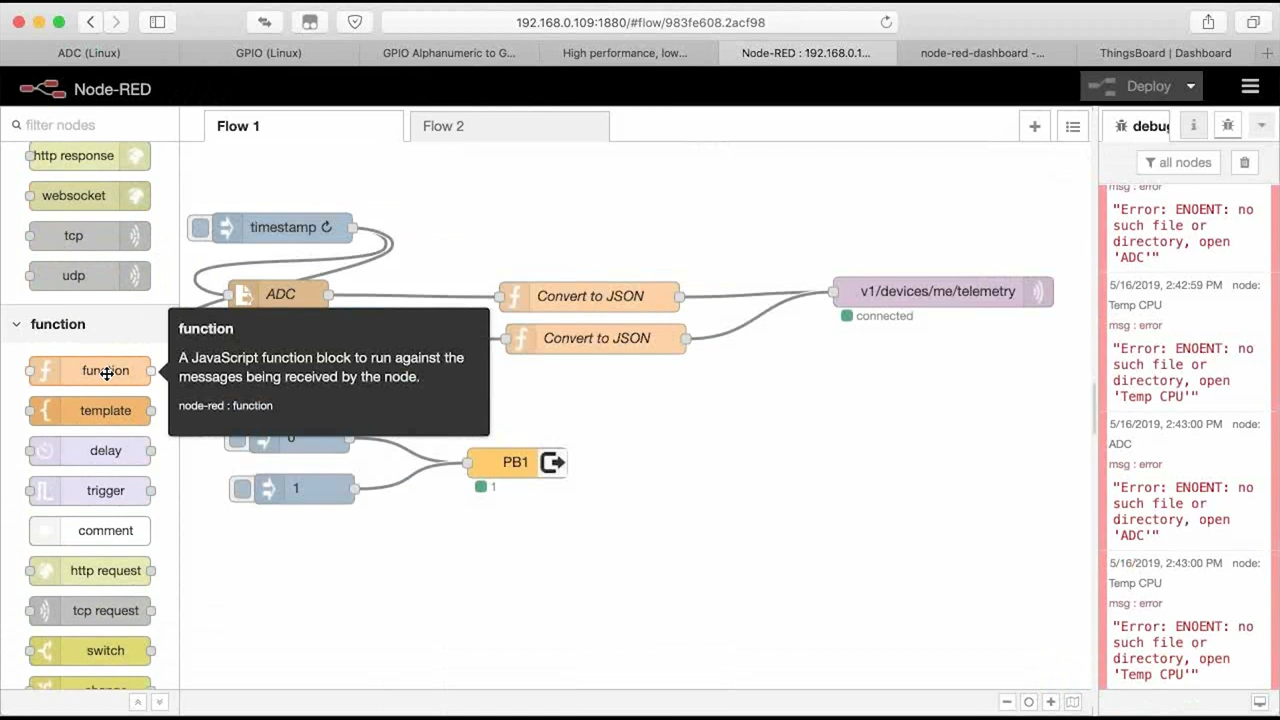 192.168.0.109:1880/#flow/983fe608.2acf98
ADC (Linux)
GPIO (Linux)
GPIO Alphanumeric to G...
High performance, low...
Node-RED : 192.168.0.1...
node-red-dashboard -...
ThingsBoard | Dashboard
Node-RED
Deploy
filter nodes
http response
websocket
tcp
udp
function
function
template
delay
trigger
comment
http request
tcp request
switch
Flow 1
Flow 2
timestamp ↻
ADC
Convert to JSON
Convert to JSON
v1/devices/me/telemetry
connected
function
A JavaScript function block to run against the
messages being received by the node.
node-red : function
1
PB1
1
debug
i
all nodes
msg : error
"Error: ENOENT: no
such file or
directory, open
'ADC'"
5/16/2019, 2:42:59 PM node:
Temp CPU
msg : error
"Error: ENOENT: no
such file or
directory, open
'Temp CPU'"
5/16/2019, 2:43:00 PM node:
ADC
msg : error
"Error: ENOENT: no
such file or
directory, open
'ADC'"
5/16/2019, 2:43:00 PM node:
Temp CPU
msg : error
"Error: ENOENT: no
such file or
directory, open
'Temp CPU'"